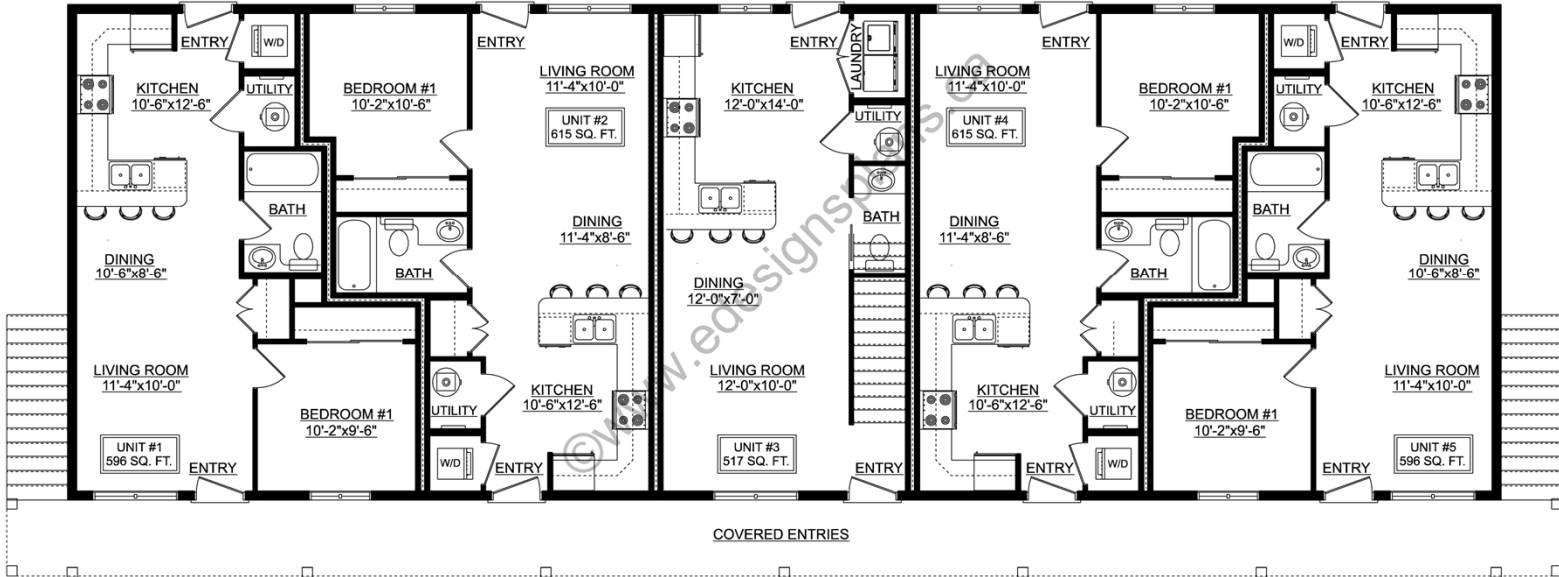 ENTRY
W/D
UTILITY
KITCHEN
10'-6"x12'-6"
BATH
DINING
10'-6"x8'-6"
LIVING ROOM
11'-4"x10'-0"
UNIT #1
596 SQ. FT.
ENTRY
BEDROOM #1
10'-2"x9'-6"
BEDROOM #1
10'-2"x10'-6"
ENTRY
LIVING ROOM
11'-4"x10'-0"
UNIT #2
615 SQ. FT.
DINING
11'-4"x8'-6"
BATH
KITCHEN
10'-6"x12'-6"
UTILITY
W/D
ENTRY
ENTRY
LAUNDRY
KITCHEN
12'-0"x14'-0"
UTILITY
BATH
DINING
12'-0"x7'-0"
LIVING ROOM
12'-0"x10'-0"
UNIT #3
517 SQ. FT.
ENTRY
ENTRY
LIVING ROOM
11'-4"x10'-0"
UNIT #4
615 SQ. FT.
BEDROOM #1
10'-2"x10'-6"
DINING
11'-4"x8'-6"
BATH
KITCHEN
10'-6"x12'-6"
UTILITY
W/D
ENTRY
W/D
ENTRY
UTILITY
KITCHEN
10'-6"x12'-6"
BATH
DINING
10'-6"x8'-6"
LIVING ROOM
11'-4"x10'-0"
BEDROOM #1
10'-2"x9'-6"
UNIT #5
596 SQ. FT.
ENTRY
COVERED ENTRIES
©www.edesignsplans.ca